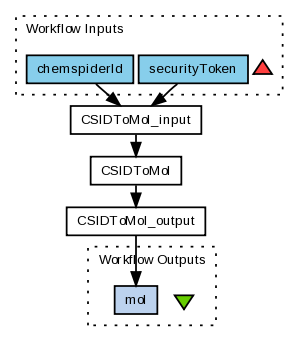 Workflow Inputs
chemspiderId securityToken
CSIDToMol_input
CSIDToMol
CSIDToMol_output
Workflow Outputs
mol